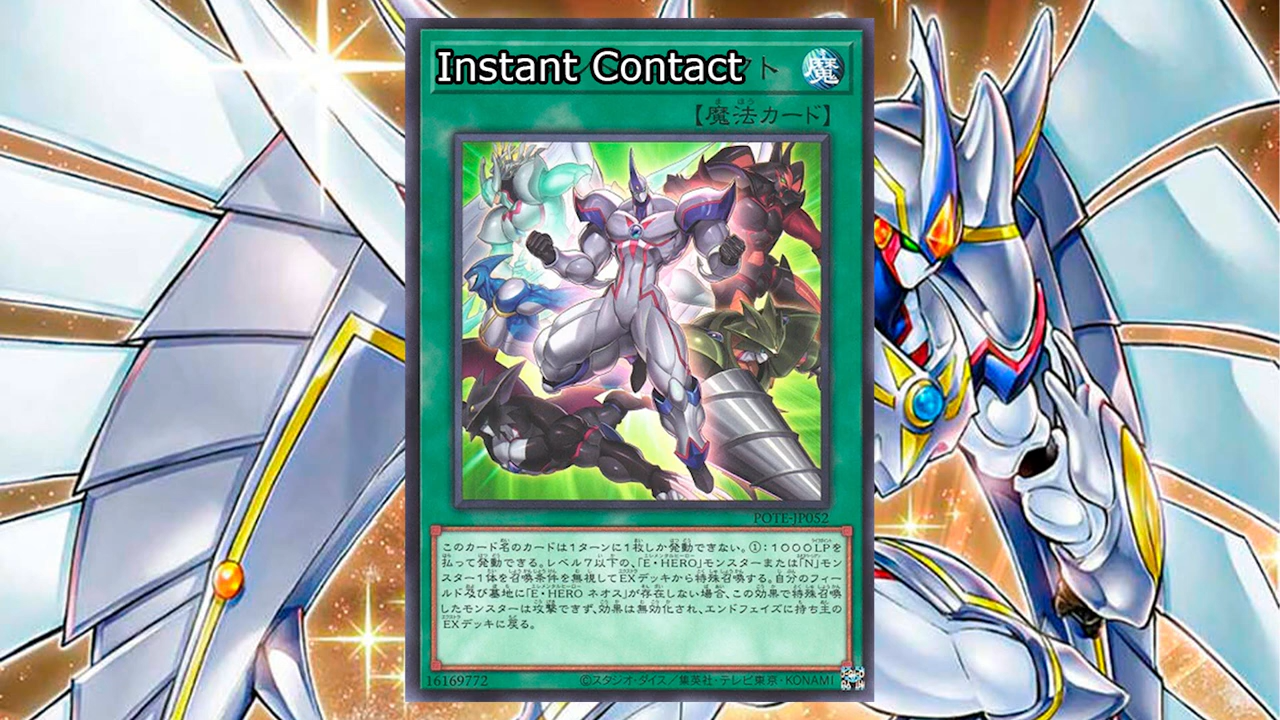 Instant Contact ト 魔
【魔法カード】
POTE-JP052
このカード名のカードは1ターンに1枚しか発動できない。①：1000LPを
払って発動できる。レベル7以下の、「E・HERO」モンスターまたは「N」モン
スター1体を召喚条件を無視してEXデッキから特殊召喚する。自分のフィー
ルド及び墓地に「E・HERO ネオス」が存在しない場合、この効果で特殊召喚
したモンスターは攻撃できず、効果は無効化され、エンドフェイズに持ち主の
EXデッキに戻る。
16169772 ©スタジオ・ダイス／集英社・テレビ東京・KONAMI